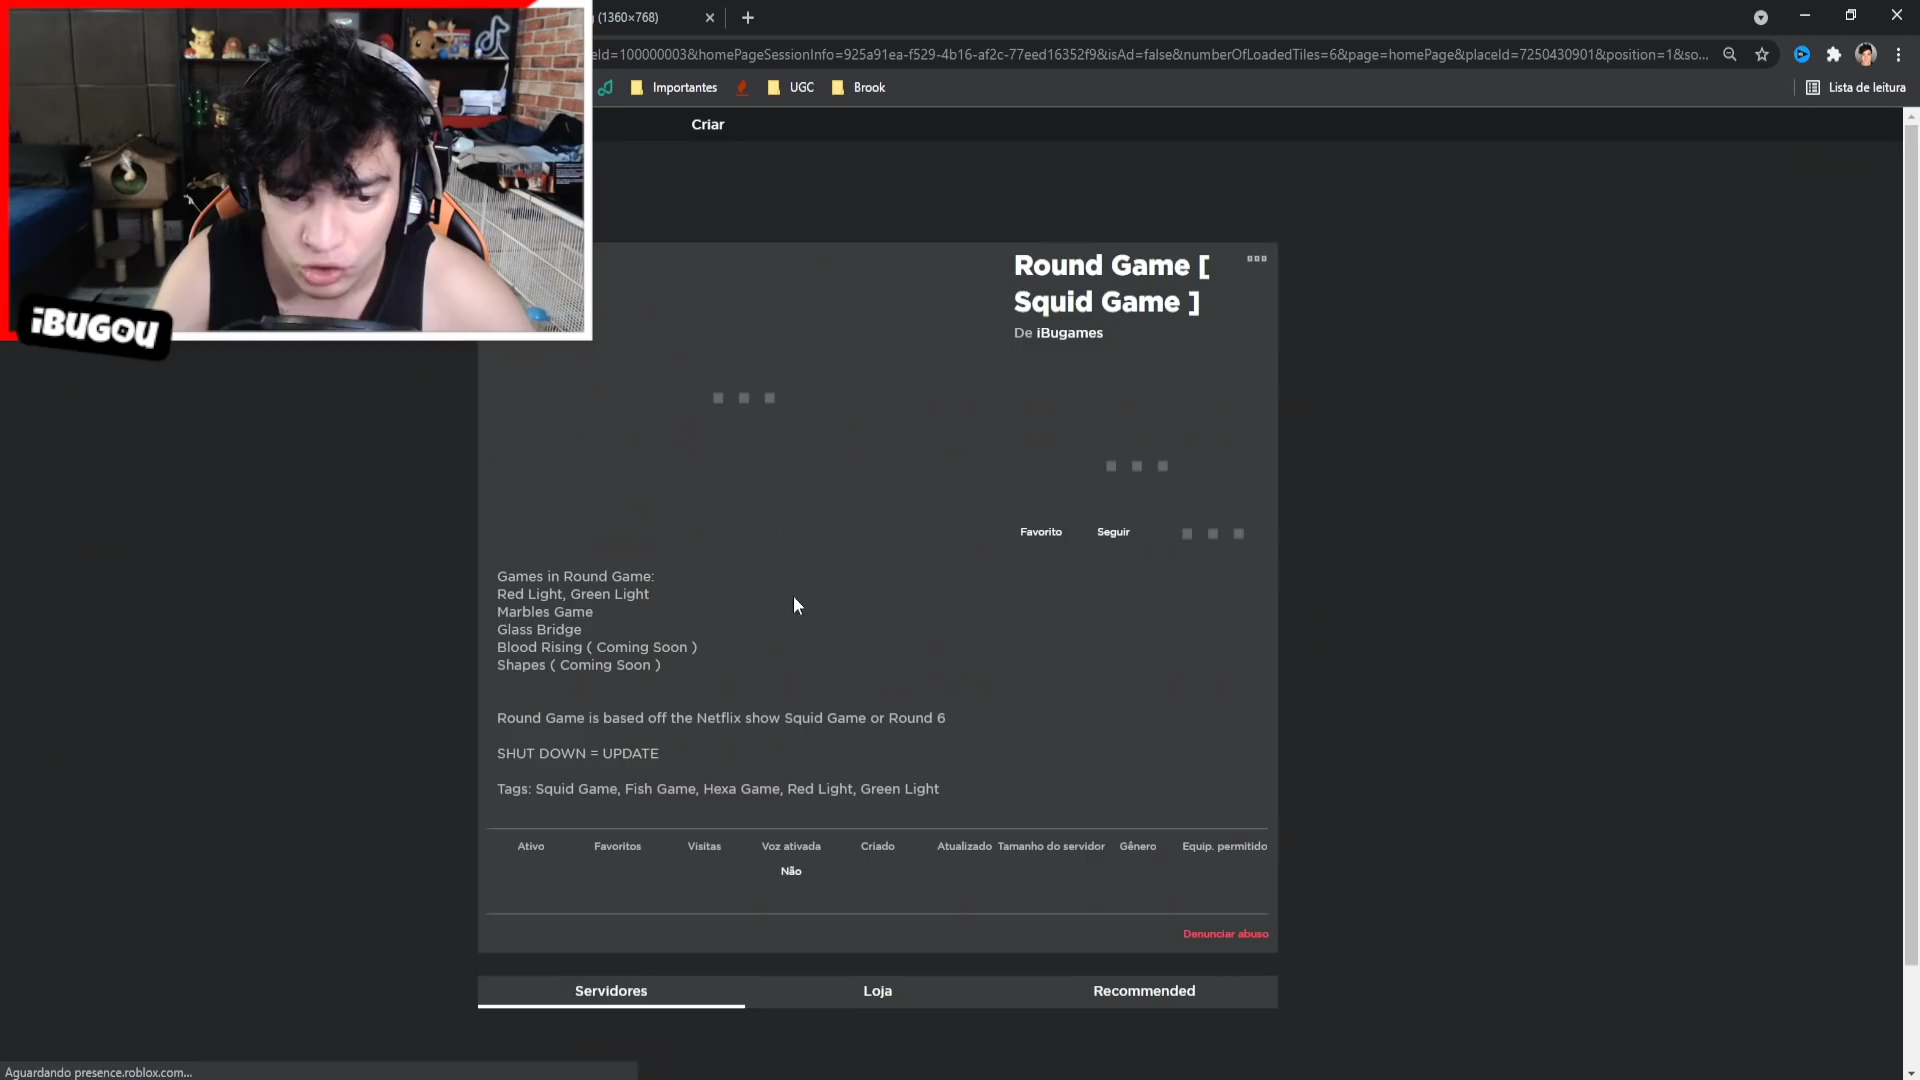 (1360×768)
eId=100000003&homePageSessionInfo=925a91ea-f529-4b16-af2c-77eed16352f9&isAd=false&numberOfLoadedTiles=6&page=homePage&placeId=7250430901&position=1&so...
Importantes
UGC
Brook
Lista de leitura
Criar
iBUGOU
Round Game [
Squid Game ]
De iBugames
Favorito
Seguir
Games in Round Game:
Red Light, Green Light
Marbles Game
Glass Bridge
Blood Rising ( Coming Soon )
Shapes ( Coming Soon )
Round Game is based off the Netflix show Squid Game or Round 6
SHUT DOWN = UPDATE
Tags: Squid Game, Fish Game, Hexa Game, Red Light, Green Light
Ativo
Favoritos
Visitas
Voz ativada
Criado
Atualizado
Tamanho do servidor
Gênero
Equip. permitido
Não
Denunciar abuso
Servidores
Loja
Recommended
Aguardando presence.roblox.com...